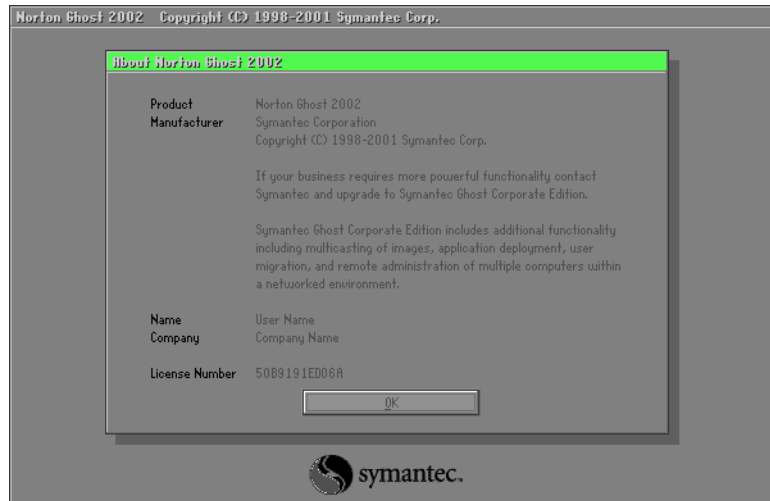 Norton Ghost 2002 Copyright (C) 1998-2001 Symantec Corp.
About Norton Ghost 2002
Product Norton Ghost 2002
Manufacturer Symantec Corporation
Copyright (C) 1998-2001 Symantec Corp.
If your business requires more powerful functionality contact
Symantec and upgrade to Symantec Ghost Corporate Edition.
Symantec Ghost Corporate Edition includes additional functionality
including multicasting of images, application deployment, user
migration, and remote administration of multiple computers within
a networked environment.
Name User Name
Company Company Name
License Number 50B9191ED06A
OK
symantec.